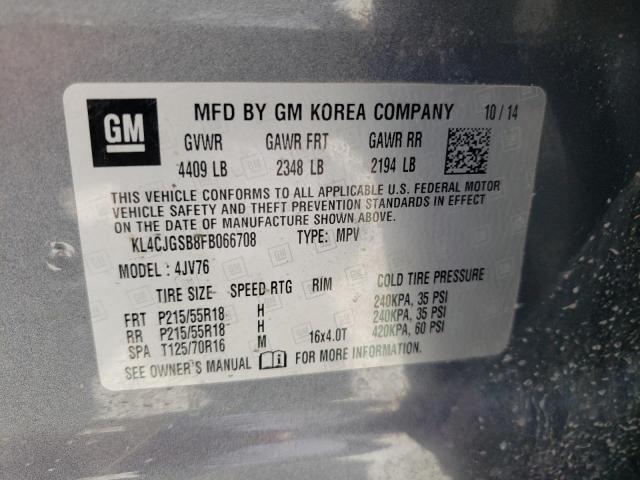 GM
MFD BY GM KOREA COMPANY 10/14
GVWR GAWR FRT GAWR RR
4409 LB 2348 LB 2194 LB
THIS VEHICLE CONFORMS TO ALL APPLICABLE U.S. FEDERAL MOTOR
VEHICLE SAFETY AND THEFT PREVENTION STANDARDS IN EFFECT
ON THE DATE OF MANUFACTURE SHOWN ABOVE.
KL4CJGSB8FB066708 TYPE: MPV
MODEL: 4JV76
TIRE SIZE SPEED RTG RIM COLD TIRE PRESSURE
FRT P215/55R18 H 240KPA, 35 PSI
RR P215/55R18 H 240KPA, 35 PSI
SPA T125/70R16 M 16x4.0T 420KPA, 60 PSI
SEE OWNER'S MANUAL FOR MORE INFORMATION.